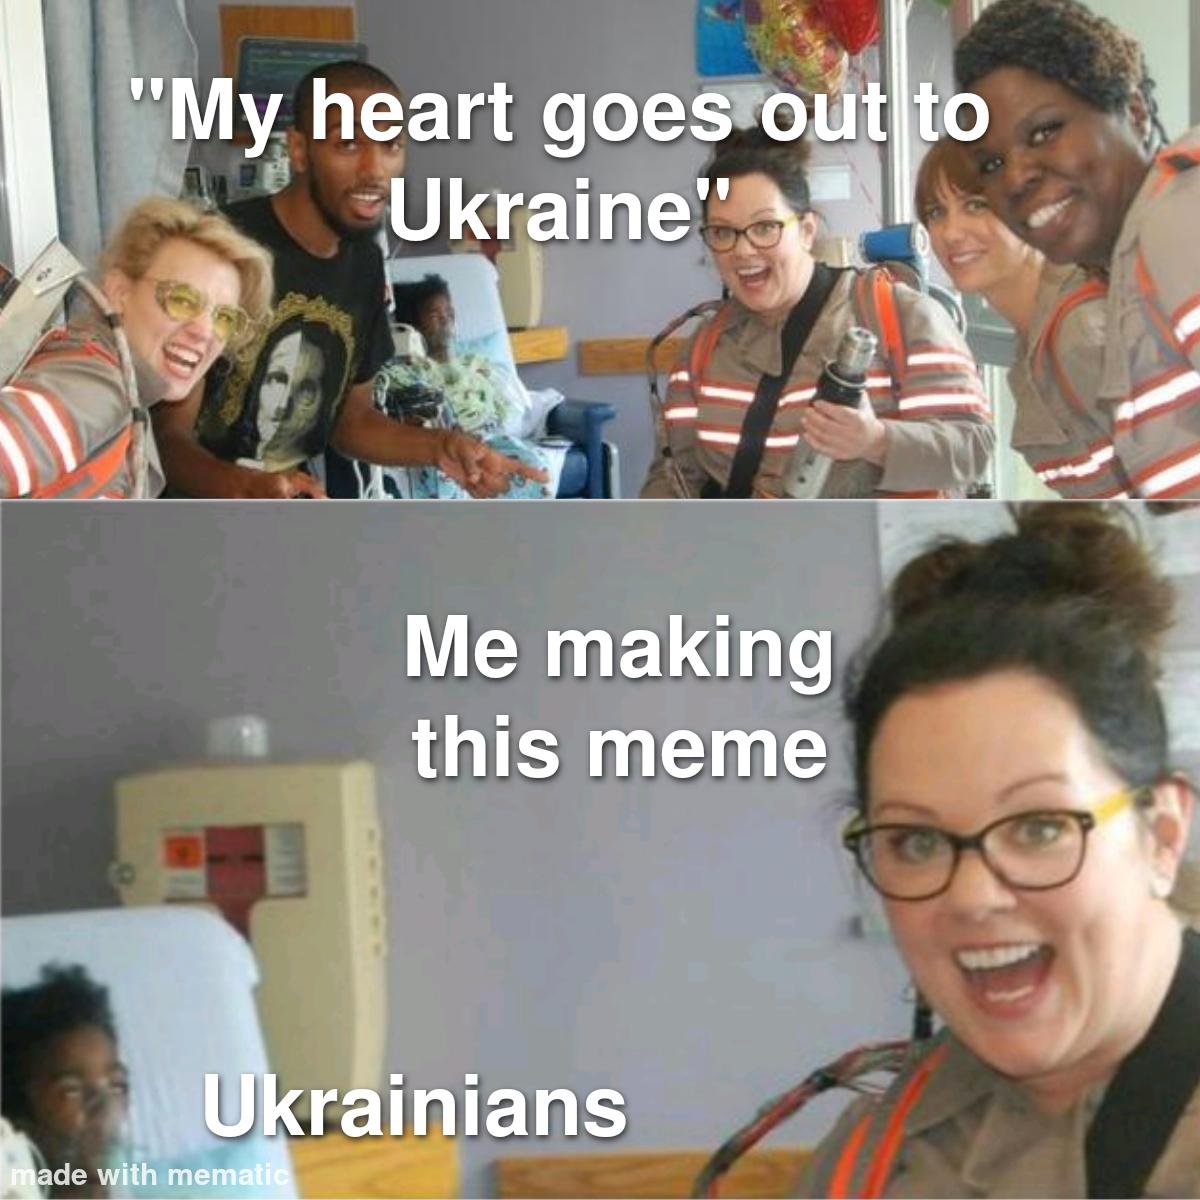 "My heart goes out to
Ukraine"
Me making
this meme
Ukrainians
made with mematic